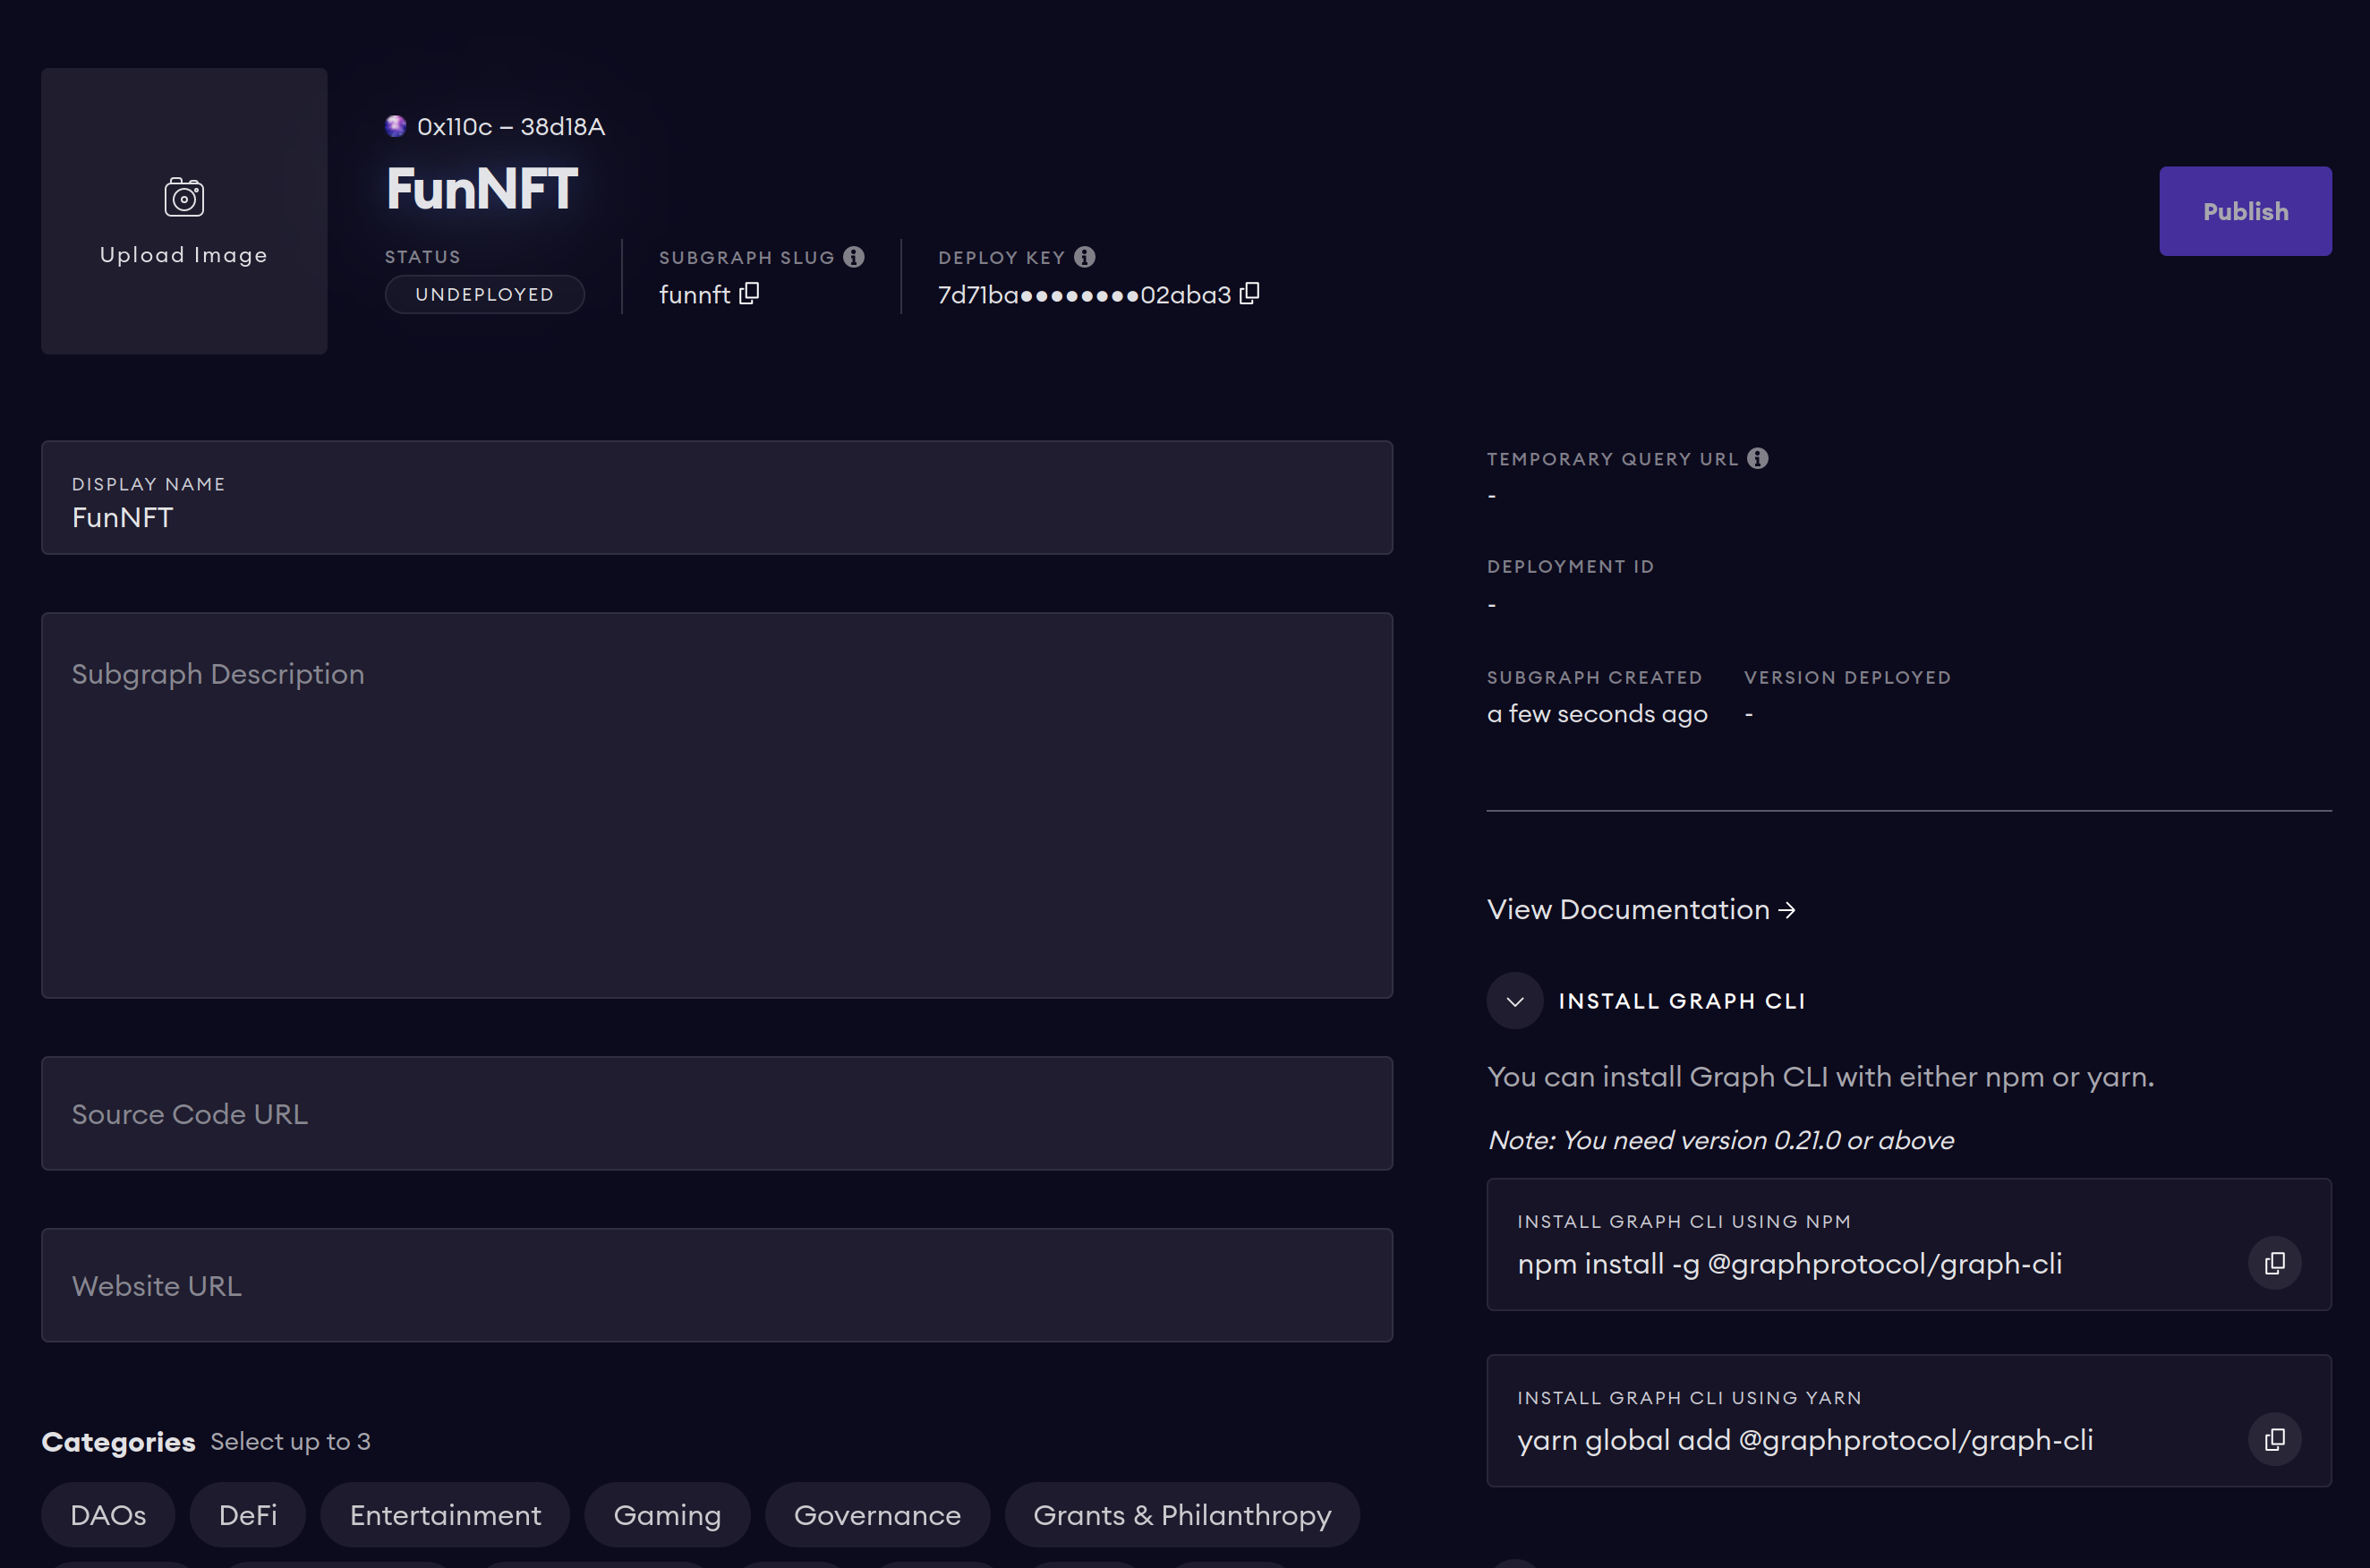 Upload Image
0x110c – 38d18A
FunNFT
STATUS
UNDEPLOYED
SUBGRAPH SLUG
funnft
DEPLOY KEY
7d71ba●●●●●●●●02aba3
Publish
DISPLAY NAME
FunNFT
Subgraph Description
Source Code URL
Website URL
Categories Select up to 3
DAOs DeFi Entertainment Gaming Governance Grants & Philanthropy
TEMPORARY QUERY URL
-
DEPLOYMENT ID
-
SUBGRAPH CREATED
a few seconds ago
VERSION DEPLOYED
-
View Documentation →
INSTALL GRAPH CLI
You can install Graph CLI with either npm or yarn.
Note: You need version 0.21.0 or above
INSTALL GRAPH CLI USING NPM
npm install -g @graphprotocol/graph-cli
INSTALL GRAPH CLI USING YARN
yarn global add @graphprotocol/graph-cli